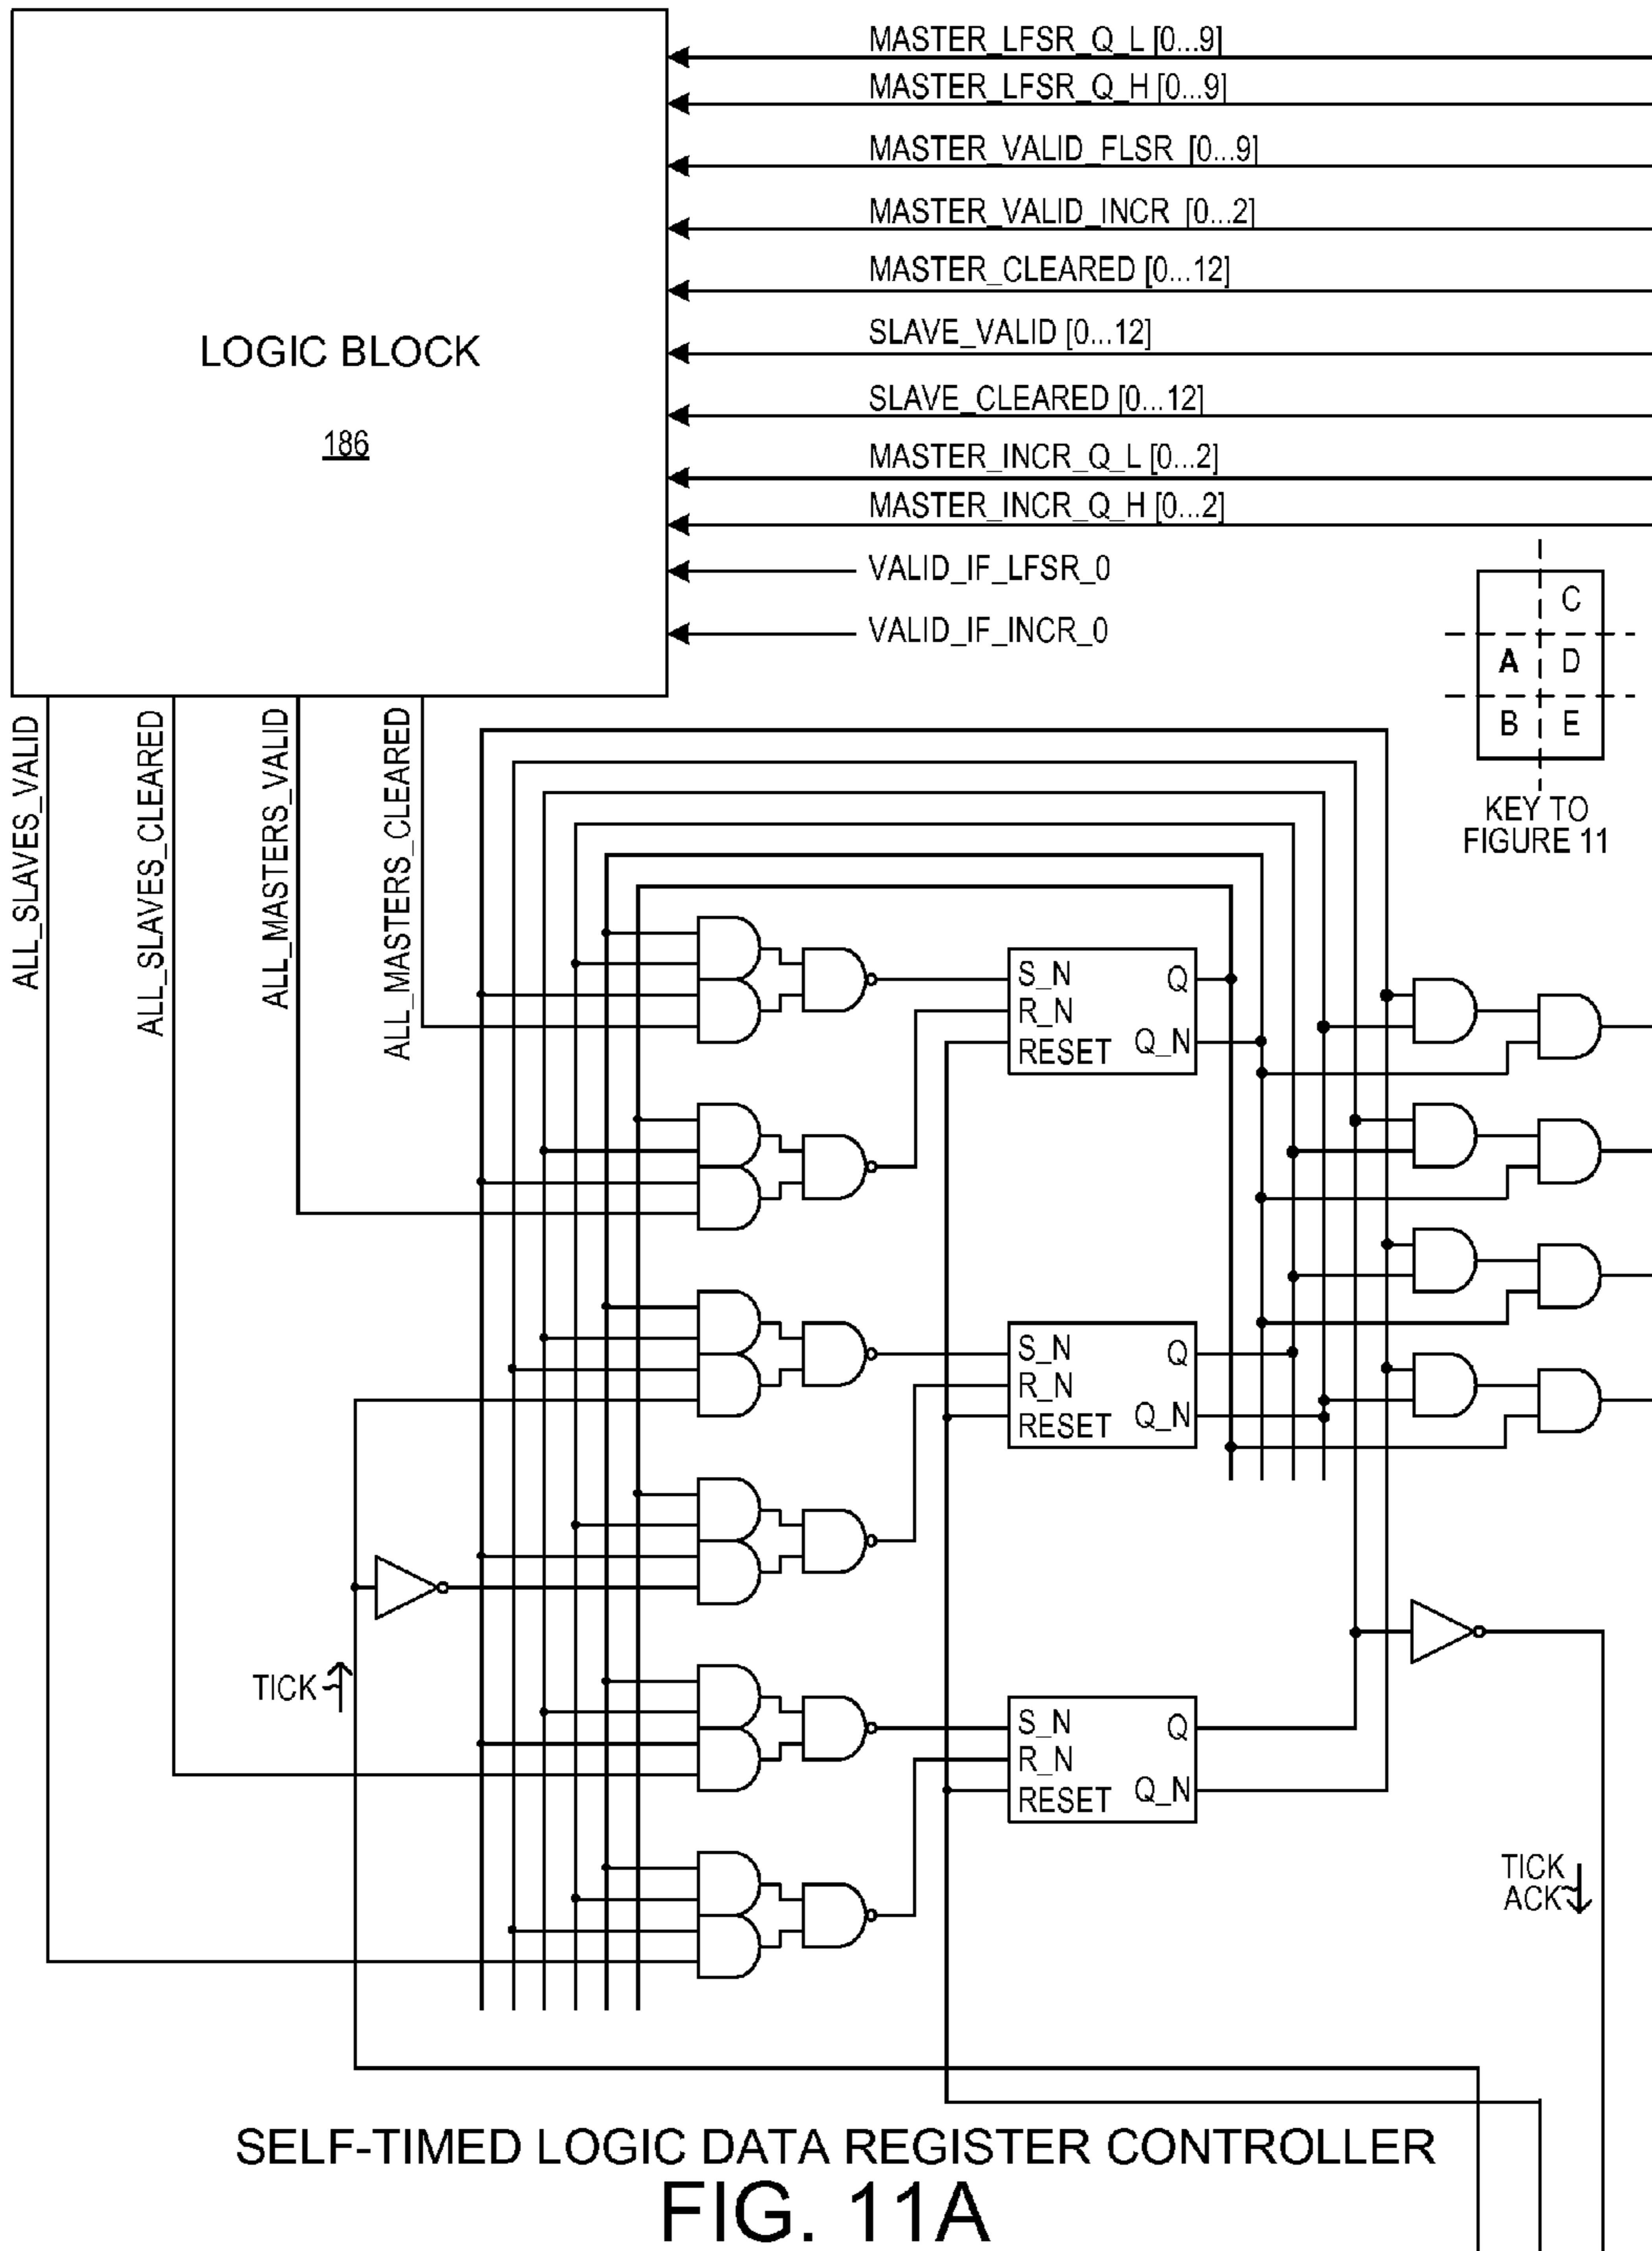 MASTER_LFSR_Q_L [0...9]
MASTER_LFSR_Q_H [0...9]
MASTER_VALID_FLSR [0...9]
MASTER_VALID_INCR [0...2]
MASTER_CLEARED [0...12]
SLAVE_VALID [0...12]
SLAVE_CLEARED [0...12]
MASTER_INCR_Q_L [0...2]
MASTER_INCR_Q_H [0...2]
VALID_IF_LFSR_0
VALID_IF_INCR_0
LOGIC BLOCK
186
C
A D
B E
KEY TO
FIGURE 11
ALL_SLAVES_VALID
ALL_SLAVES_CLEARED
ALL_MASTERS_VALID
ALL_MASTERS_CLEARED
S_N Q
R_N
RESET Q_N
S_N Q
R_N
RESET Q_N
TICK
S_N Q
R_N
RESET Q_N
TICK
ACK
SELF-TIMED LOGIC DATA REGISTER CONTROLLER
FIG. 11A